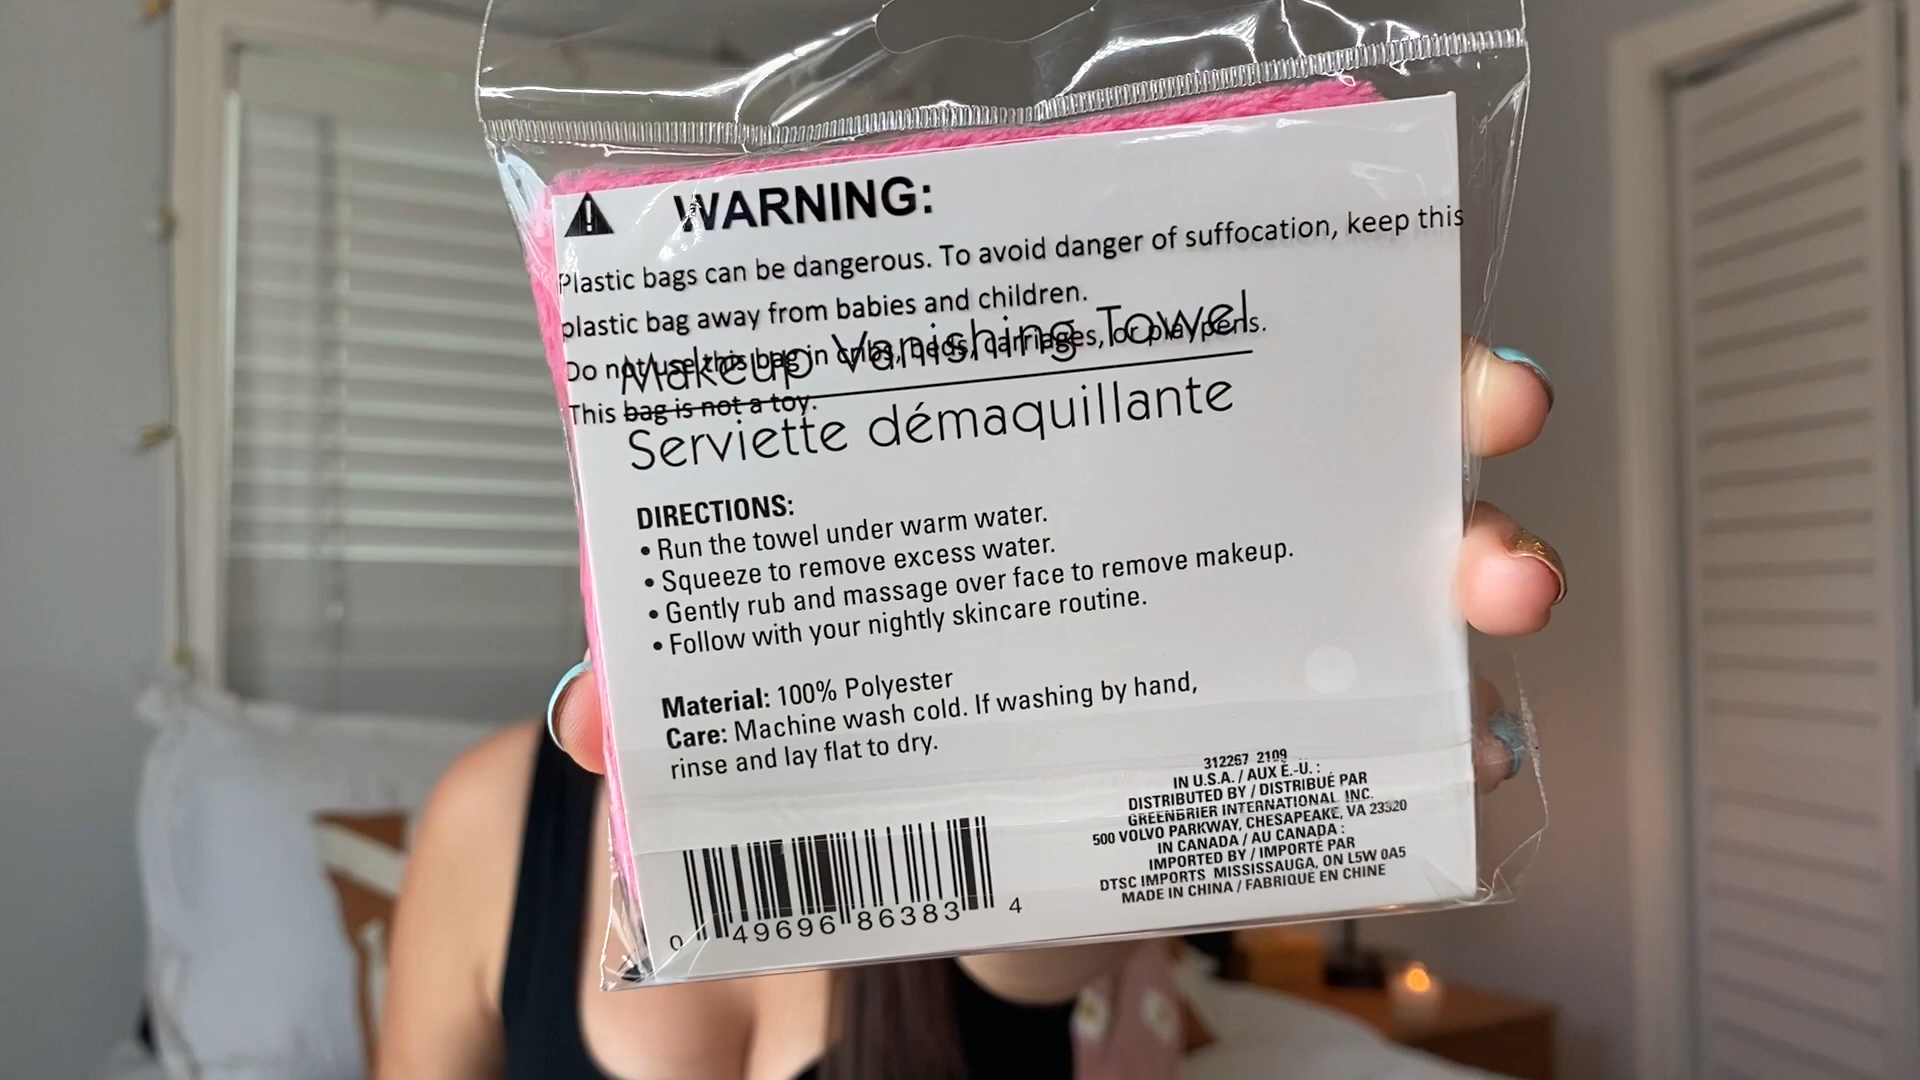 WARNING:
Plastic bags can be dangerous. To avoid danger of suffocation, keep this
plastic bag away from babies and children.
Do not use this bag in cribs, beds, carriages, or play pens.
This bag is not a toy.
Makeup Vanishing Towel
Serviette démaquillante
DIRECTIONS:
• Run the towel under warm water.
• Squeeze to remove excess water.
• Gently rub and massage over face to remove makeup.
• Follow with your nightly skincare routine.
Material: 100% Polyester
Care: Machine wash cold. If washing by hand,
rinse and lay flat to dry.
312267 2109
IN U.S.A. / AUX É.-U. :
DISTRIBUTED BY / DISTRIBUÉ PAR
GREENBRIER INTERNATIONAL, INC.
500 VOLVO PARKWAY, CHESAPEAKE, VA 23320
IN CANADA / AU CANADA :
IMPORTED BY / IMPORTÉ PAR
DTSC IMPORTS MISSISSAUGA, ON L5W 0A5
MADE IN CHINA / FABRIQUÉ EN CHINE
0 49696 86383 4